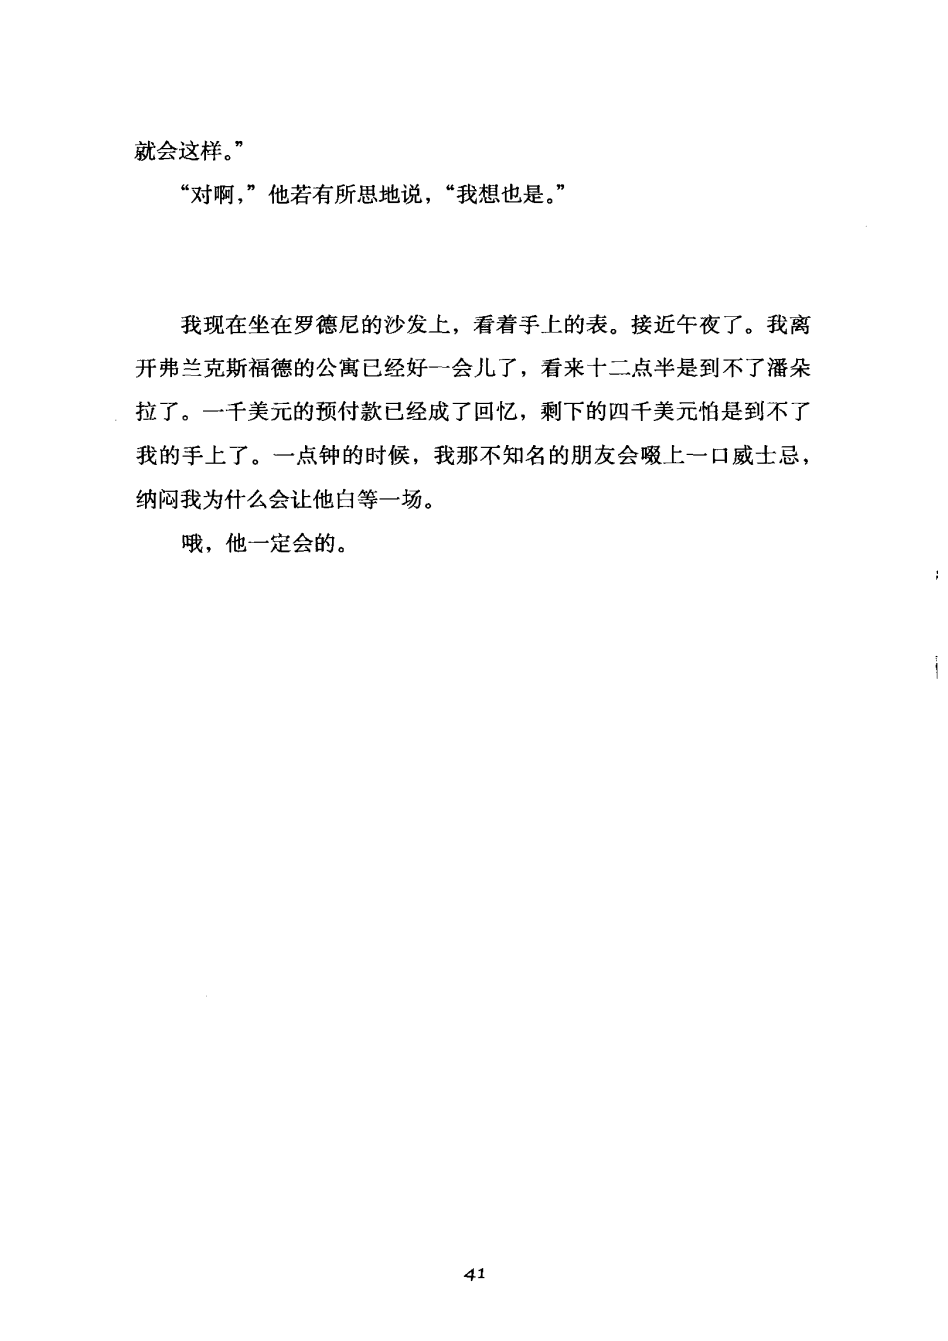 就会这样。”
“对啊，”他若有所思地说，“我想也是。”
我现在坐在罗德尼的沙发上，看着手上的表。接近午夜了。我离
开弗兰克斯福德的公寓已经好一会儿了，看来十二点半是到不了潘朵
拉了。一千美元的预付款已经成了回忆，剩下的四千美元怕是到不了
我的手上了。一点钟的时候，我那不知名的朋友会啜上一口威士忌，
纳闷我为什么会让他白等一场。
哦，他一定会的。
41